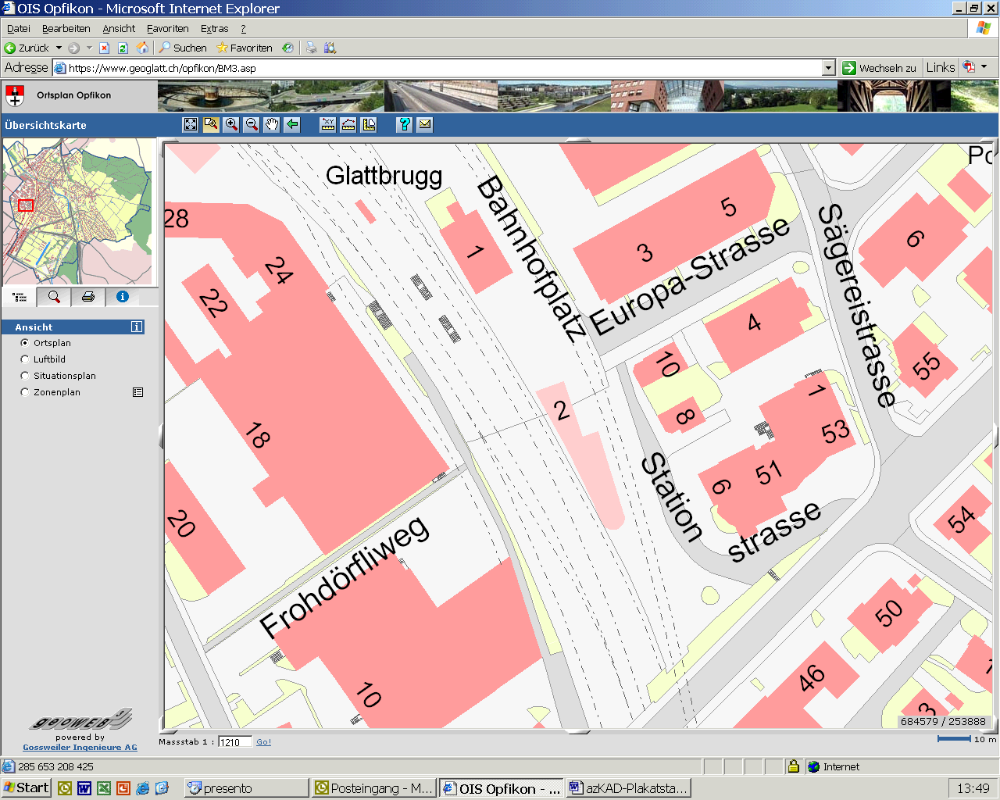 OIS Opfikon - Microsoft Internet Explorer
Datei Bearbeiten Ansicht Favoriten Extras ?
Zurück Suchen Favoriten
Adresse https://www.geoglatt.ch/opfikon/BM3.asp Wechseln zu Links
Ortsplan Opfikon
Übersichtskarte
Ansicht
Ortsplan
Luftbild
Situationsplan
Zonenplan
Glattbrugg
Bahnhofplatz
Europa-Strasse
Sägereistrasse
Station
strasse
Frohdörfliweg
28
24
22
18
20
10
1
2
3
5
4
6
10
8
1
53
51
6
9
55
54
50
46
3
684579 / 253888
geoWEB3
powered by
Gossweiler Ingenieure AG
Massstab 1 : 1210 Go!
10 m
285 653 208 425
Internet
Start presento Posteingang - M... OIS Opfikon - ... azKAD-Plakatsta... 13:49